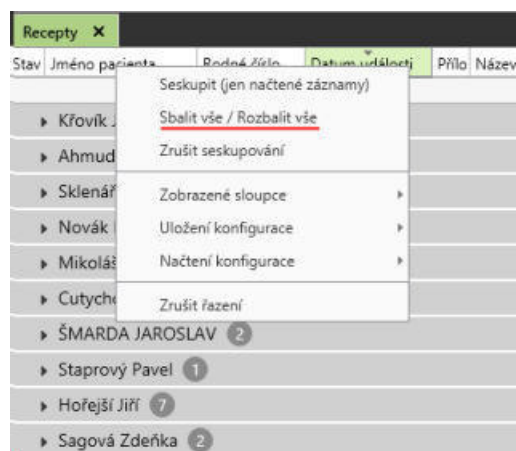 Recepty ×
Stav Jméno pacienta Rodné číslo Datum události Přílo Název
Seskupit (jen načtené záznamy)
Křovík
Sbalit vše / Rozbalit vše
Ahmud
Zrušit seskupování
Sklenář
Zobrazené sloupce
Novák
Uložení konfigurace
Mikoláš
Načtení konfigurace
Zrušit řazení
ŠMARDA JAROSLAV 2
Staprový Pavel 1
Hořejší Jiří 7
Sagová Zdeňka 2